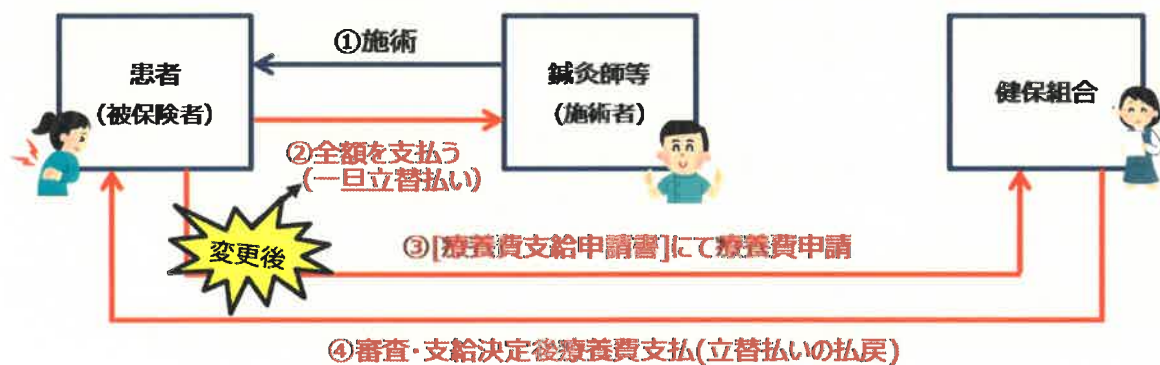 ①施術
患者
(被保険者)
鍼灸師等
(施術者)
健保組合
②全額を支払う
(一旦立替払い)
変更後
③[療養費支給申請書]にて療養費申請
④審査・支給決定後療養費支払(立替払いの払戻)